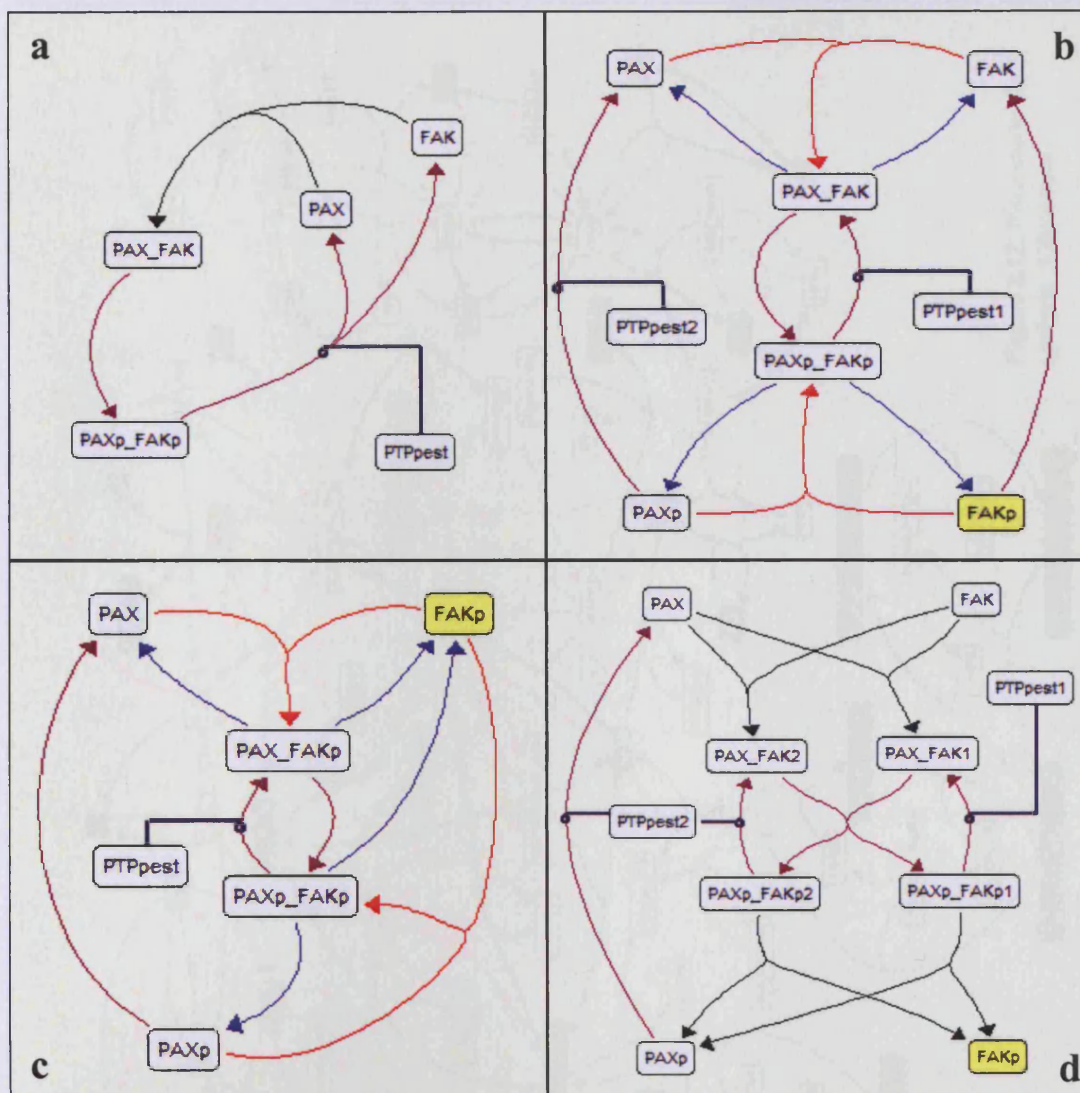 a
FAK
PAX
PAX_FAK
PAXp_FAKp
PTPpest
b
PAX
FAK
PAX_FAK
PTPpest2
PTPpest1
PAXp_FAKp
PAXp
FAKp
c
PAX
FAKp
PAX_FAKp
PTPpest
PAXp_FAKp
PAXp
d
PAX
FAK
PTPpest1
PAX_FAK2
PAX_FAK1
PTPpest2
PAXp_FAKp2
PAXp_FAKp1
PAXp
FAKp